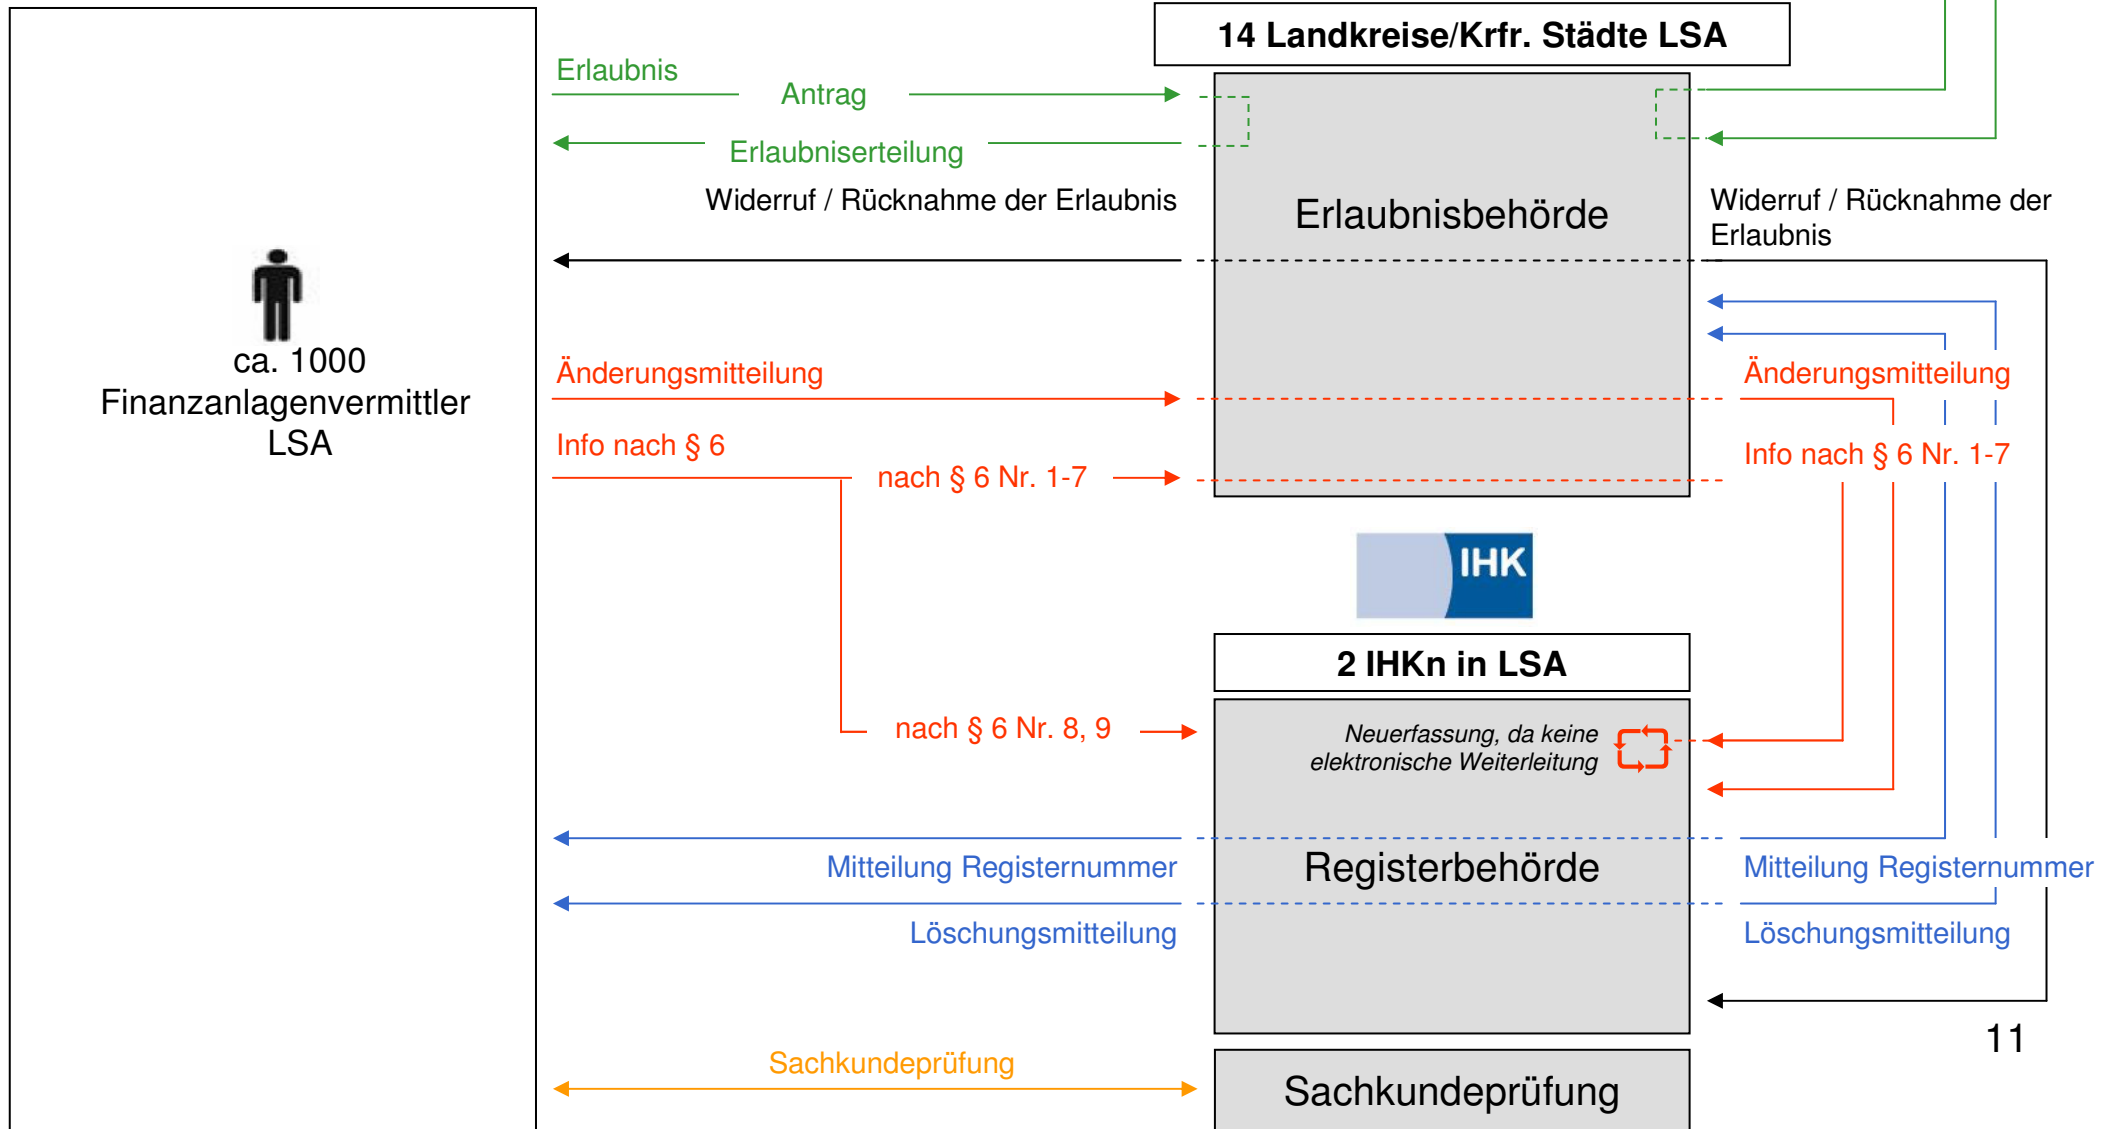 14 Landkreise/Krfr. Städte LSA
Erlaubnis
Antrag
Erlaubniserteilung
Widerruf / Rücknahme der Erlaubnis
Erlaubnisbehörde
Widerruf / Rücknahme der
Erlaubnis
ca. 1000
Finanzanlagenvermittler
LSA
Änderungsmitteilung
Änderungsmitteilung
Info nach § 6
nach § 6 Nr. 1-7
Info nach § 6 Nr. 1-7
IHK
2 IHKn in LSA
nach § 6 Nr. 8, 9
Neuerfassung, da keine
elektronische Weiterleitung
Mitteilung Registernummer
Registerbehörde
Mitteilung Registernummer
Löschungsmitteilung
Löschungsmitteilung
11
Sachkundeprüfung
Sachkundeprüfung